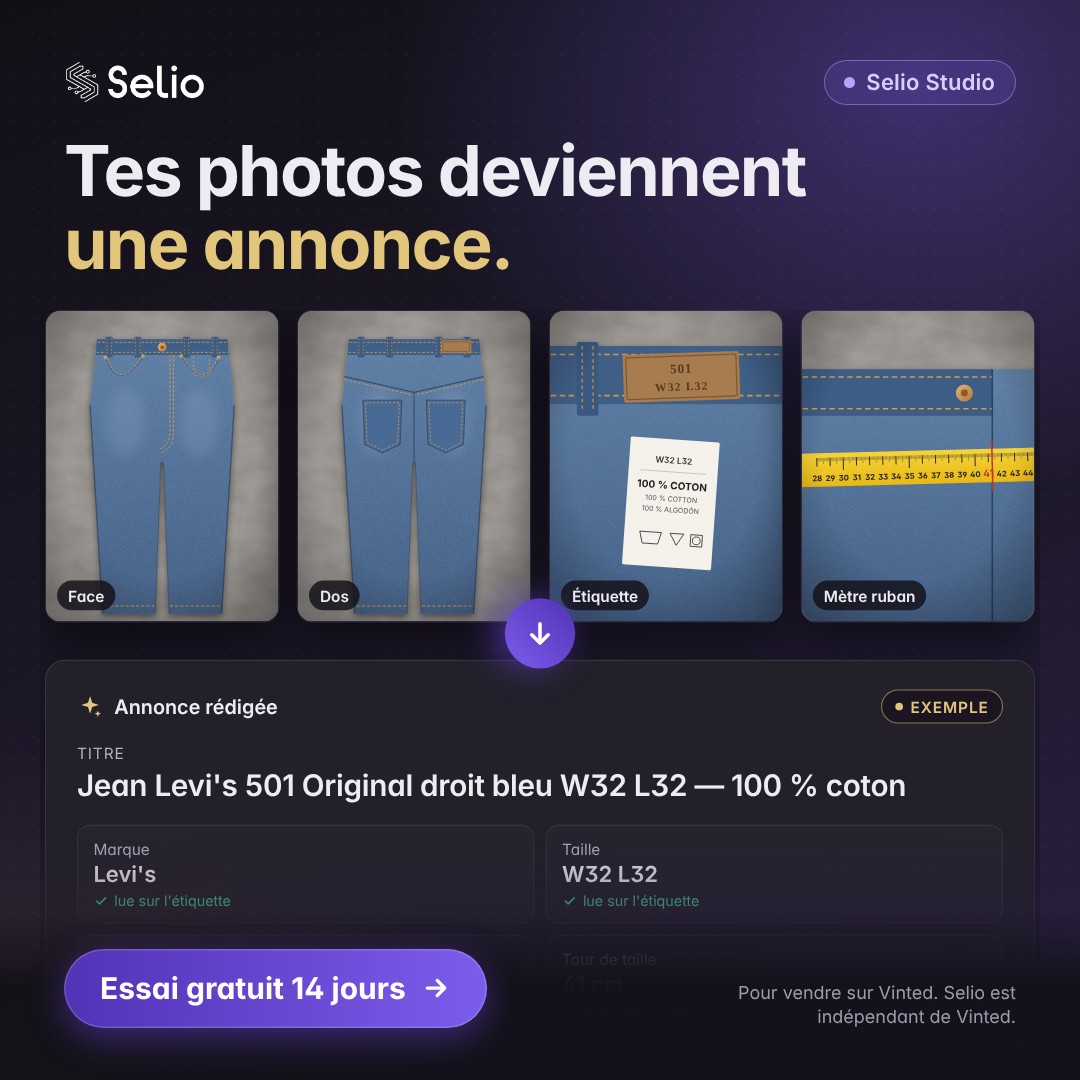 Selio
Selio Studio
Tes photos deviennent
une annonce.
501
W32 L32
W32 L32
100 % COTON
100 % COTTON
100 % ALGODÓN
28 29 30 31 32 33 34 35 36 37 38 39 40 41 42 43 44
Face
Dos
Étiquette
Mètre ruban
Annonce rédigée
EXEMPLE
TITRE
Jean Levi's 501 Original droit bleu W32 L32 — 100 % coton
Marque
Levi's
lue sur l'étiquette
Taille
W32 L32
lue sur l'étiquette
Tour de taille
41 cm
Essai gratuit 14 jours
Pour vendre sur Vinted. Selio est
indépendant de Vinted.